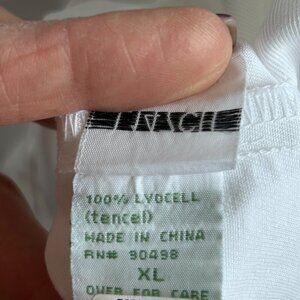 100% LYOCELL
(tencel)
MADE IN CHINA
RN# 90498
XL
OVER FOR CARE